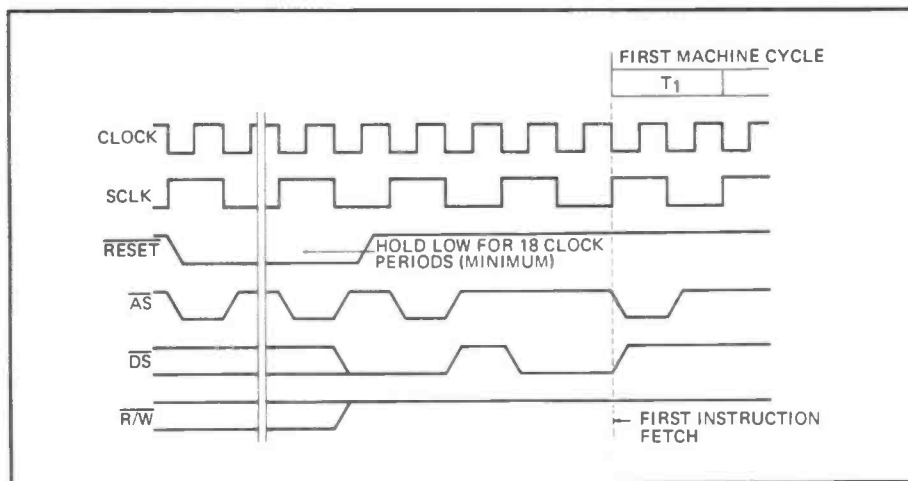 FIRST MACHINE CYCLE
T1
CLOCK
SCLK
RESET
HOLD LOW FOR 18 CLOCK
PERIODS (MINIMUM)
AS
DS
R/W
FIRST INSTRUCTION
FETCH